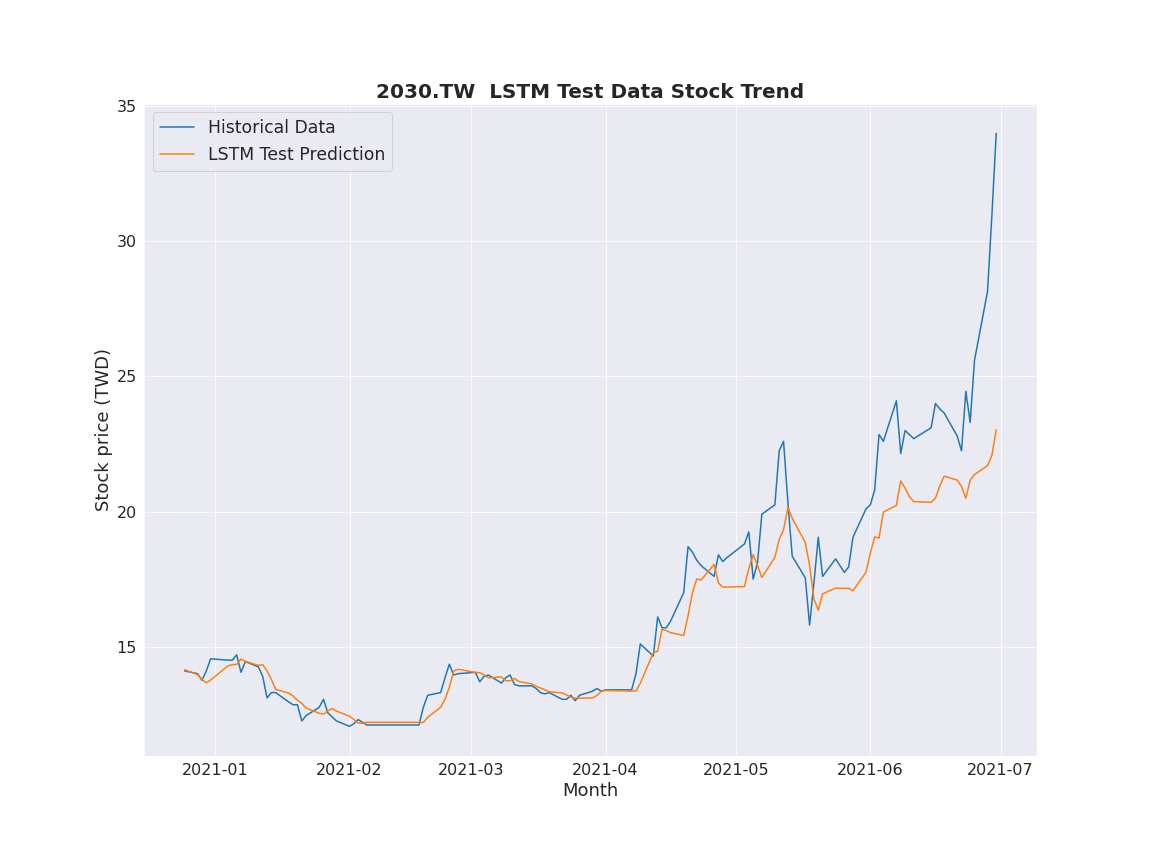 2030.TW  LSTM Test Data Stock Trend
Historical Data
LSTM Test Prediction
35
30
25
20
15
Stock price (TWD)
2021-01 2021-02 2021-03 2021-04 2021-05 2021-06 2021-07
Month